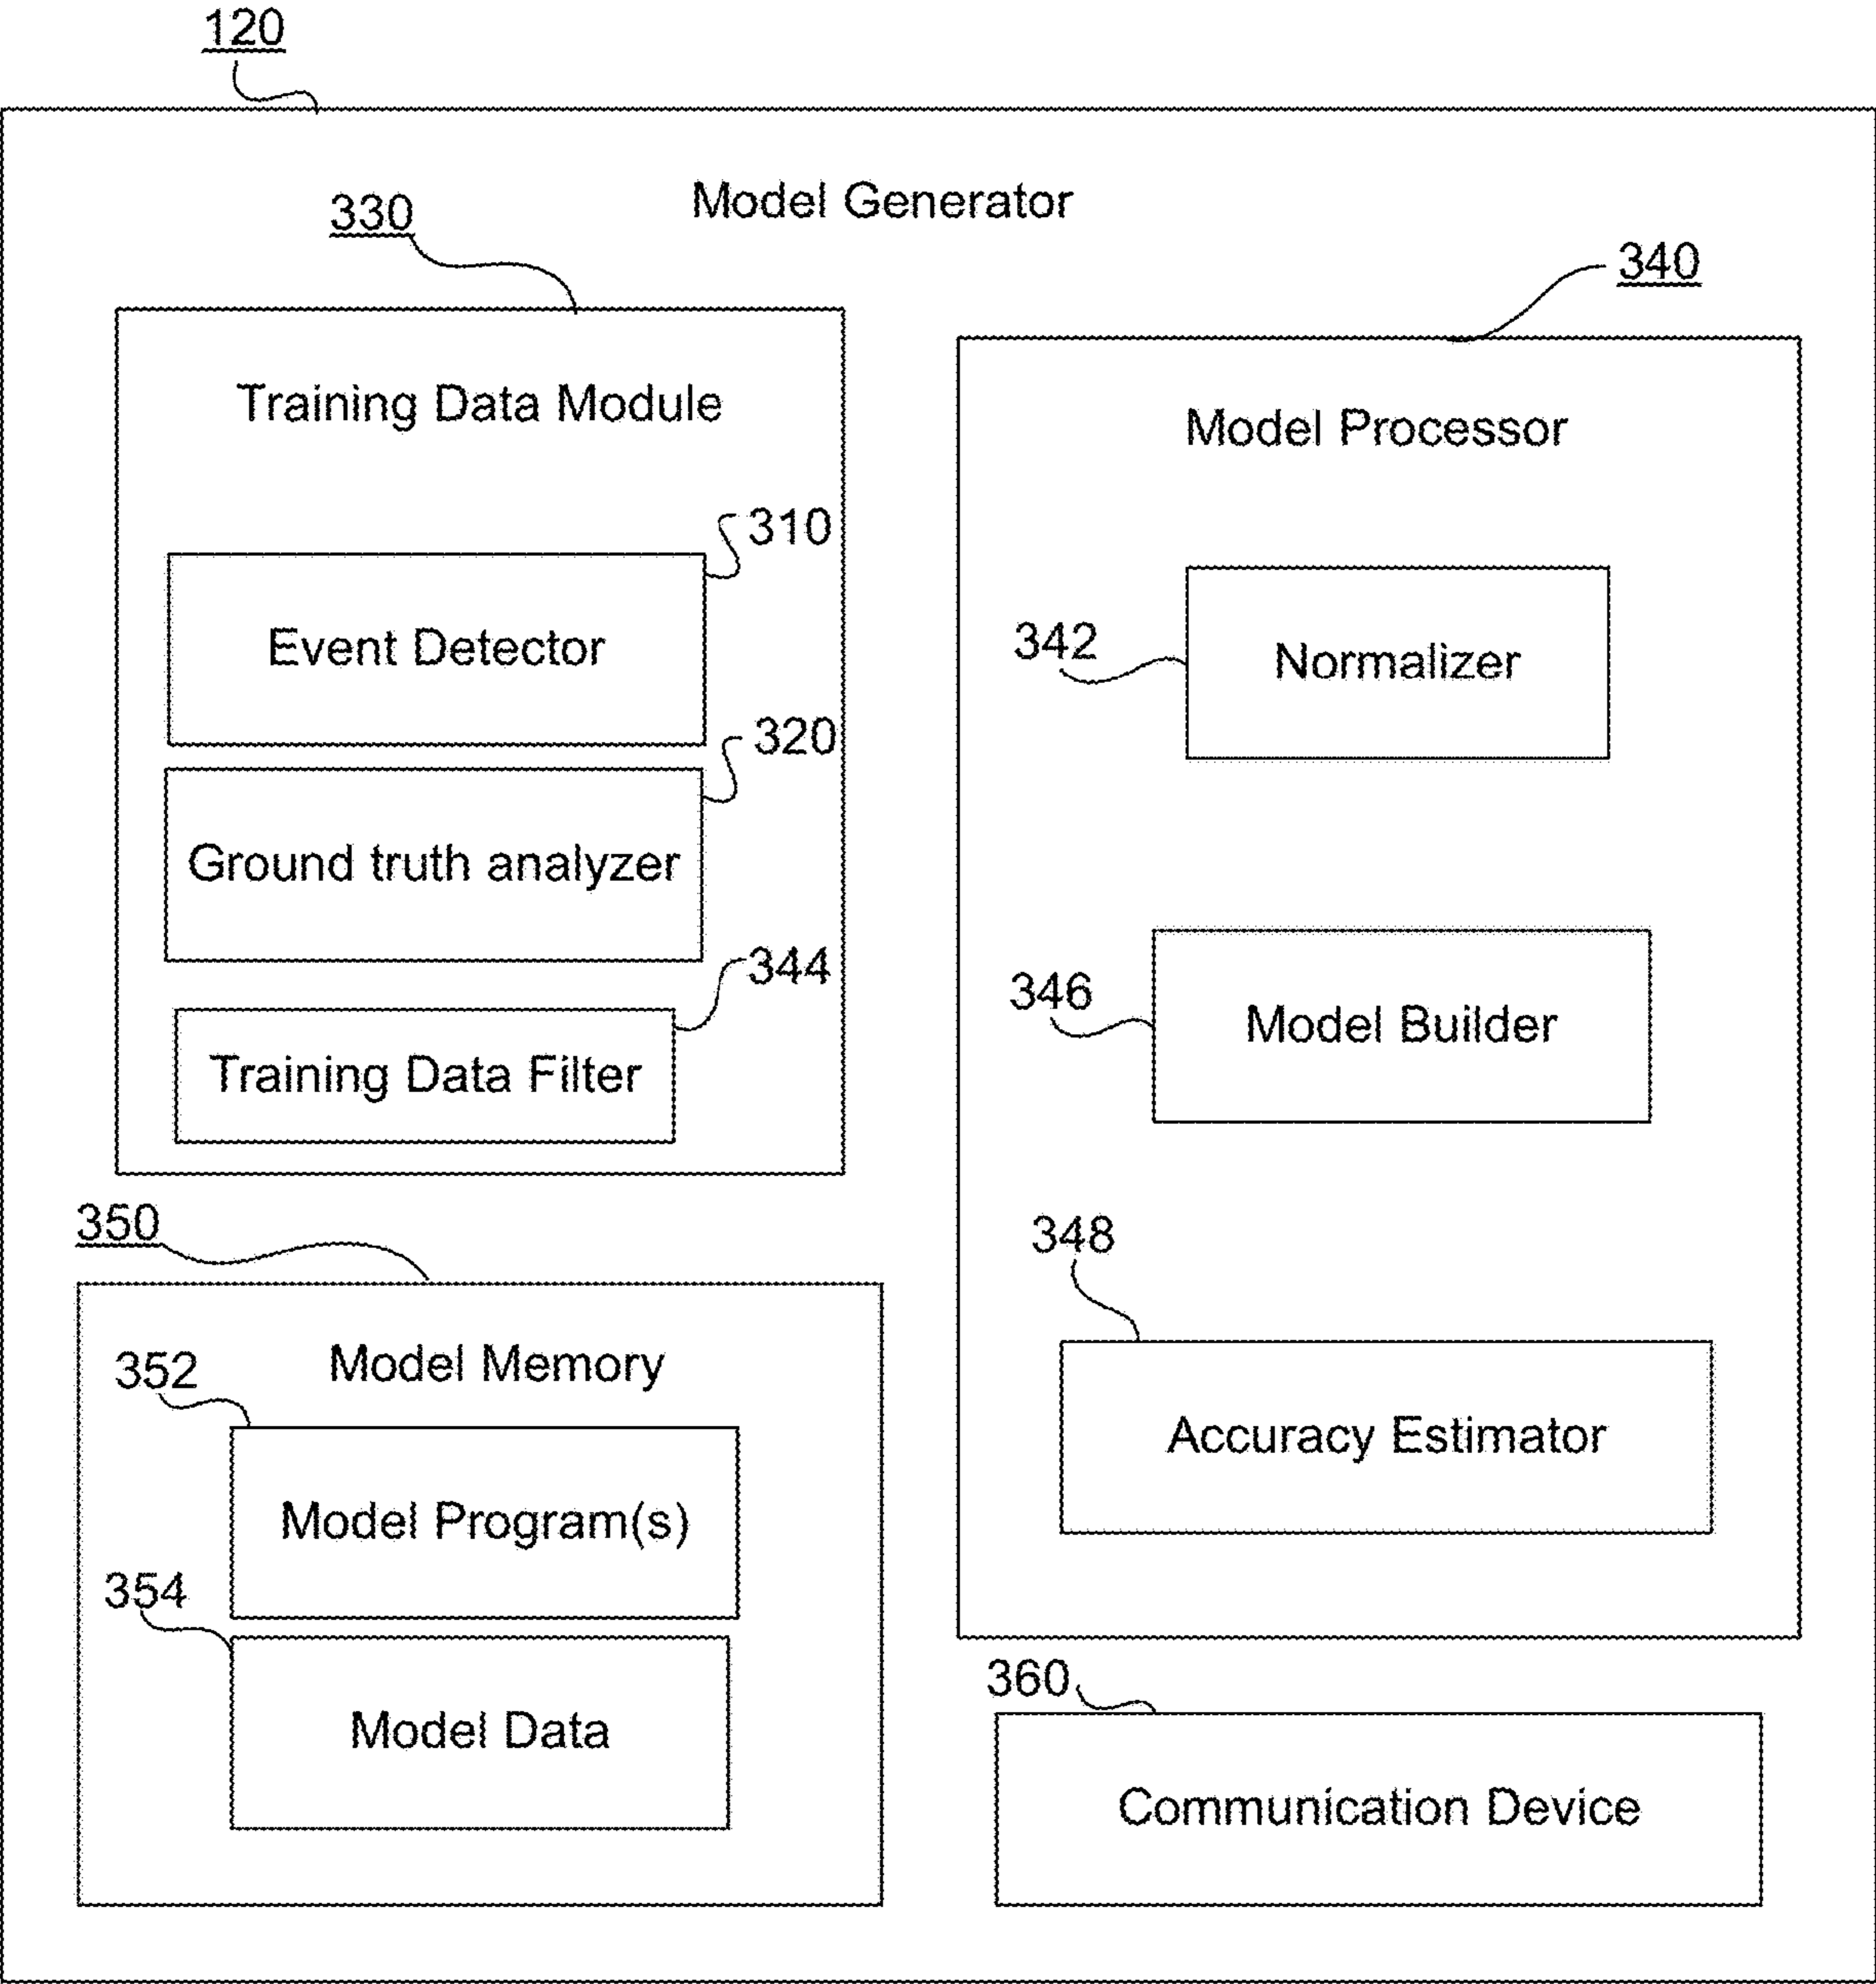 120
Model Generator
330
340
Training Data Module
Model Processor
310
Event Detector
342
Normalizer
320
Ground truth analyzer
344
346
Model Builder
Training Data Filter
350
348
Model Memory
352
Accuracy Estimator
Model Program(s)
354
360
Model Data
Communication Device